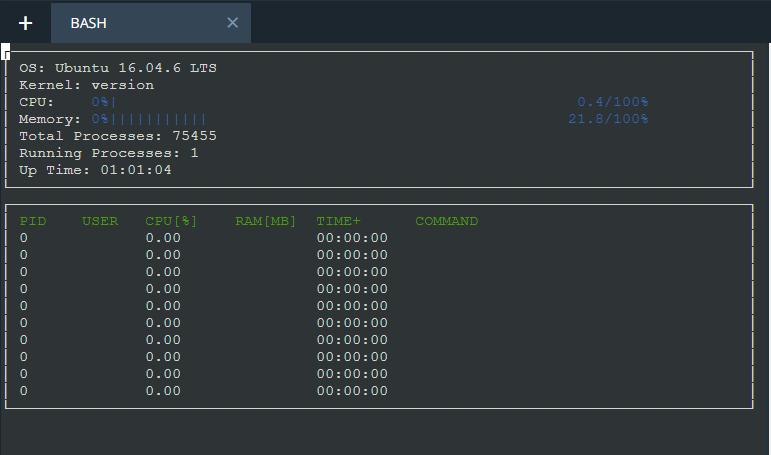 + BASH ×
OS: Ubuntu 16.04.6 LTS
Kernel: version
CPU: 0%| 0.4/100%
Memory: 0%||||||||||| 21.8/100%
Total Processes: 75455
Running Processes: 1
Up Time: 01:01:04
PID USER CPU[%] RAM[MB] TIME+ COMMAND
0 0.00 00:00:00
0 0.00 00:00:00
0 0.00 00:00:00
0 0.00 00:00:00
0 0.00 00:00:00
0 0.00 00:00:00
0 0.00 00:00:00
0 0.00 00:00:00
0 0.00 00:00:00
0 0.00 00:00:00